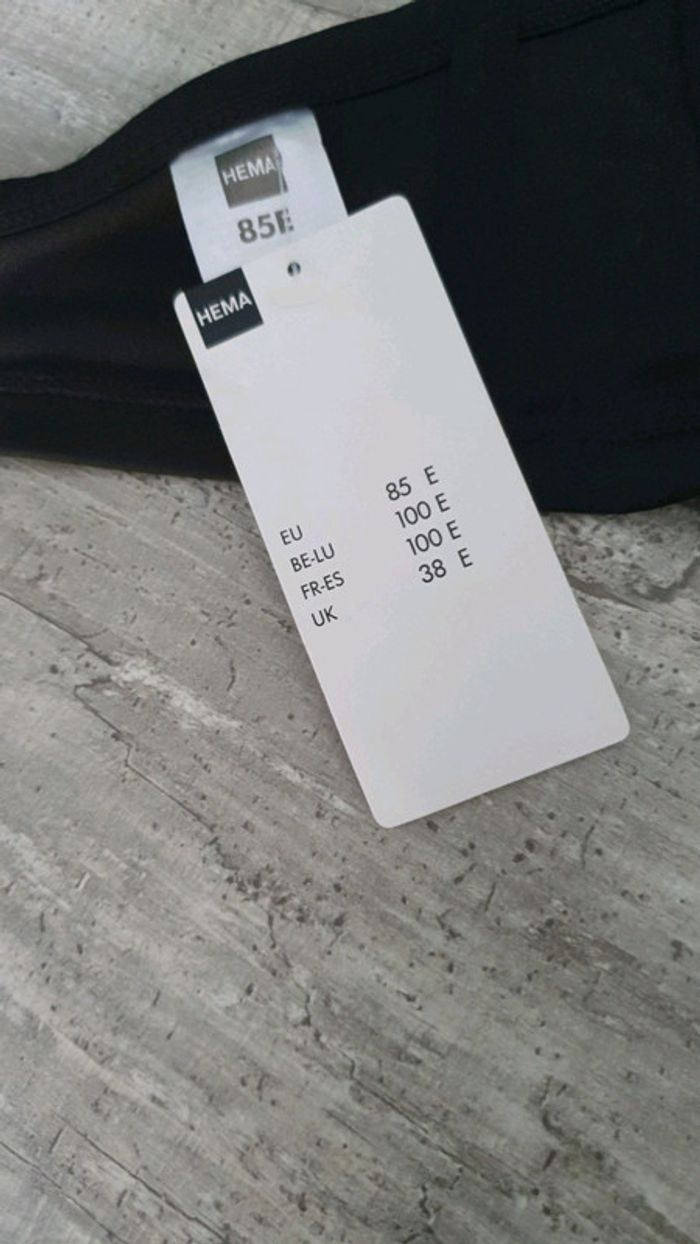 HEMA
85E
HEMA
EU 85 E
BE-LU 100 E
FR-ES 100 E
UK 38 E